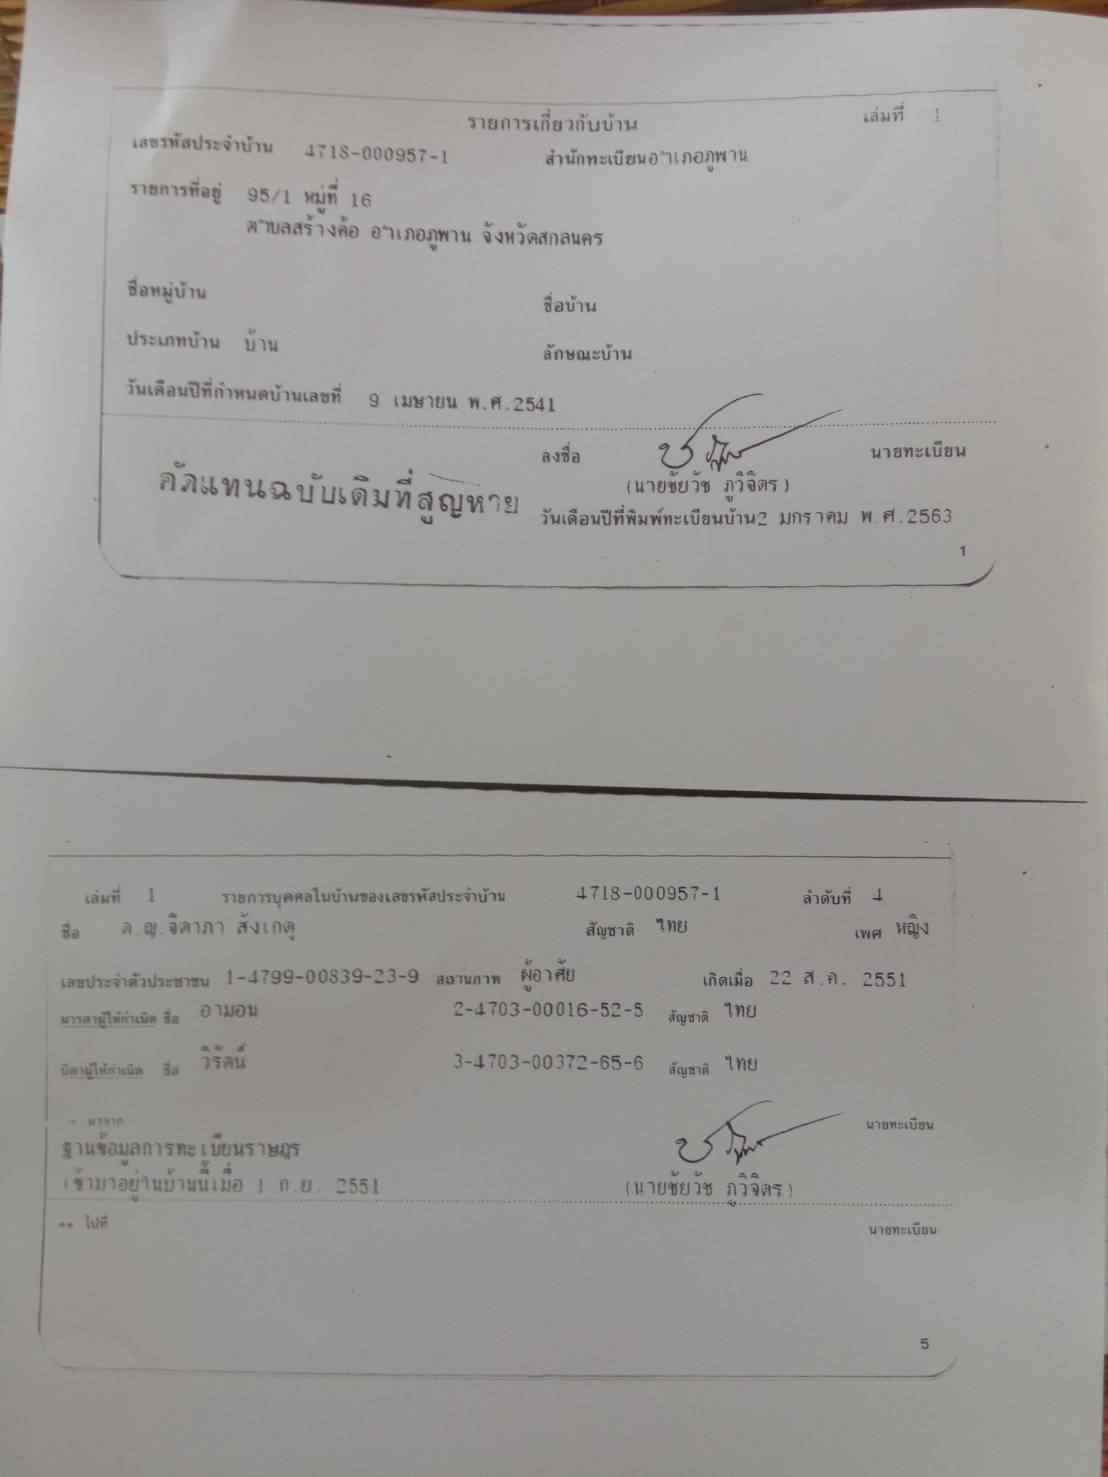 รายการเกี่ยวกับบ้าน เล่มที่ 1
เลขรหัสประจำบ้าน 4718-000957-1 สำนักทะเบียนอำเภอภูพาน
รายการที่อยู่ 95/1 หมู่ที่ 16
ตำบลสร้างค้อ อำเภอภูพาน จังหวัดสกลนคร
ชื่อหมู่บ้าน ชื่อบ้าน
ประเภทบ้าน บ้าน ลักษณะบ้าน
วันเดือนปีที่กำหนดบ้านเลขที่ 9 เมษายน พ.ศ.2541
ลงชื่อ นายทะเบียน
คัดแทนฉบับเดิมที่สูญหาย (นายชัยวัช ภูวิจิตร)
วันเดือนปีที่พิมพ์ทะเบียนบ้าน2 มกราคม พ.ศ.2563
1
เล่มที่ 1 รายการบุคคลในบ้านของเลขรหัสประจำบ้าน 4718-000957-1 ลำดับที่ 4
ชื่อ ด.ญ.จิดาภา สังเกตุ สัญชาติ ไทย เพศ หญิง
เลขประจำตัวประชาชน 1-4799-00839-23-9 สถานภาพ ผู้อาศัย เกิดเมื่อ 22 ส.ค. 2551
มารดาผู้ให้กำเนิด ชื่อ อามอน 2-4703-00016-52-5 สัญชาติ ไทย
บิดาผู้ให้กำเนิด ชื่อ วิรัตน์ 3-4703-00372-65-6 สัญชาติ ไทย
* มาจาก นายทะเบียน
ฐานข้อมูลการทะเบียนราษฎร
เข้ามาอยู่ในบ้านนี้เมื่อ 1 ก.ย. 2551 (นายชัยวัช ภูวิจิตร)
** ไปที่ นายทะเบียน
5